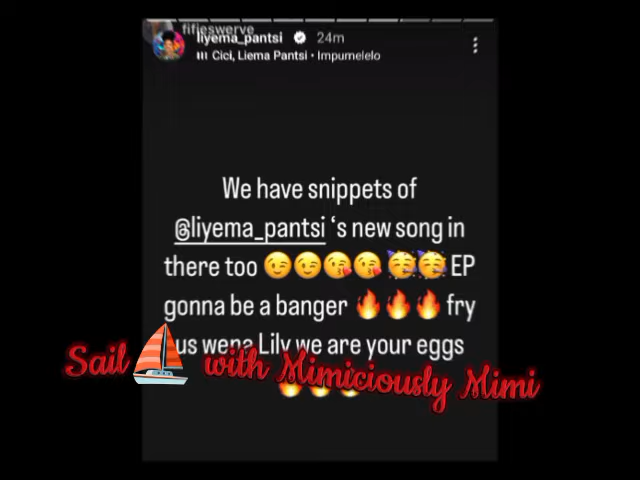 fifieswerve
liyema_pantsi 24m
Cici, Liema Pantsi • Impumelelo
We have snippets of
@liyema_pantsi ‘s new song in
there too 😉😉😘😘🥳🥳 EP
gonna be a banger 🔥🔥🔥 fry
us wena Lily we are your eggs
🔥🔥🔥
Sail ⛵ with Mimiciously Mimi